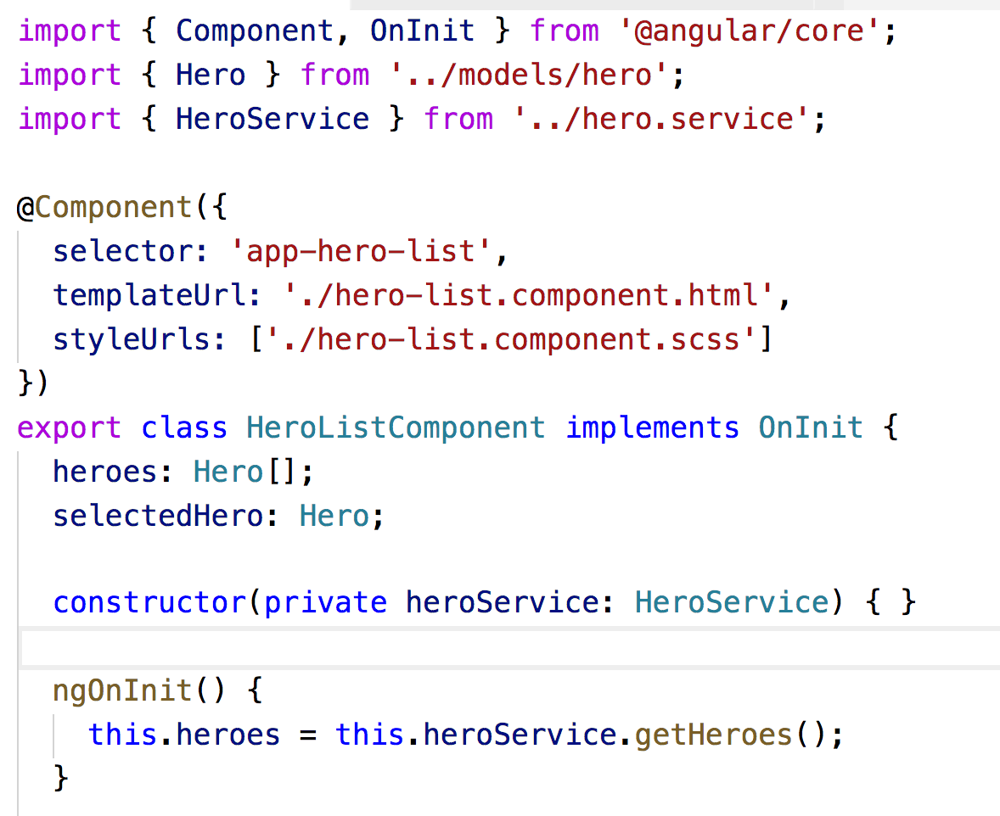 import { Component, OnInit } from '@angular/core';
import { Hero } from '../models/hero';
import { HeroService } from '../hero.service';
@Component({
  selector: 'app-hero-list',
  templateUrl: './hero-list.component.html',
  styleUrls: ['./hero-list.component.scss']
})
export class HeroListComponent implements OnInit {
  heroes: Hero[];
  selectedHero: Hero;
  constructor(private heroService: HeroService) { }
  ngOnInit() {
    this.heroes = this.heroService.getHeroes();
  }